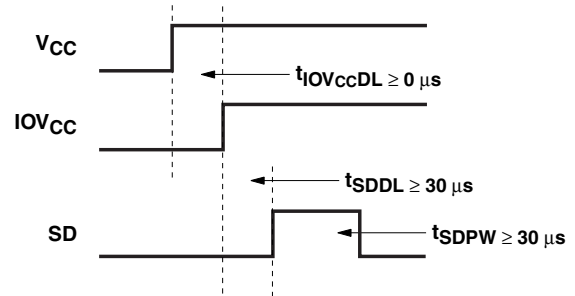 VCC
tIOVCCDL ≥ 0 µs
IOVCC
tSDDL ≥ 30 µs
SD
tSDPW ≥ 30 µs